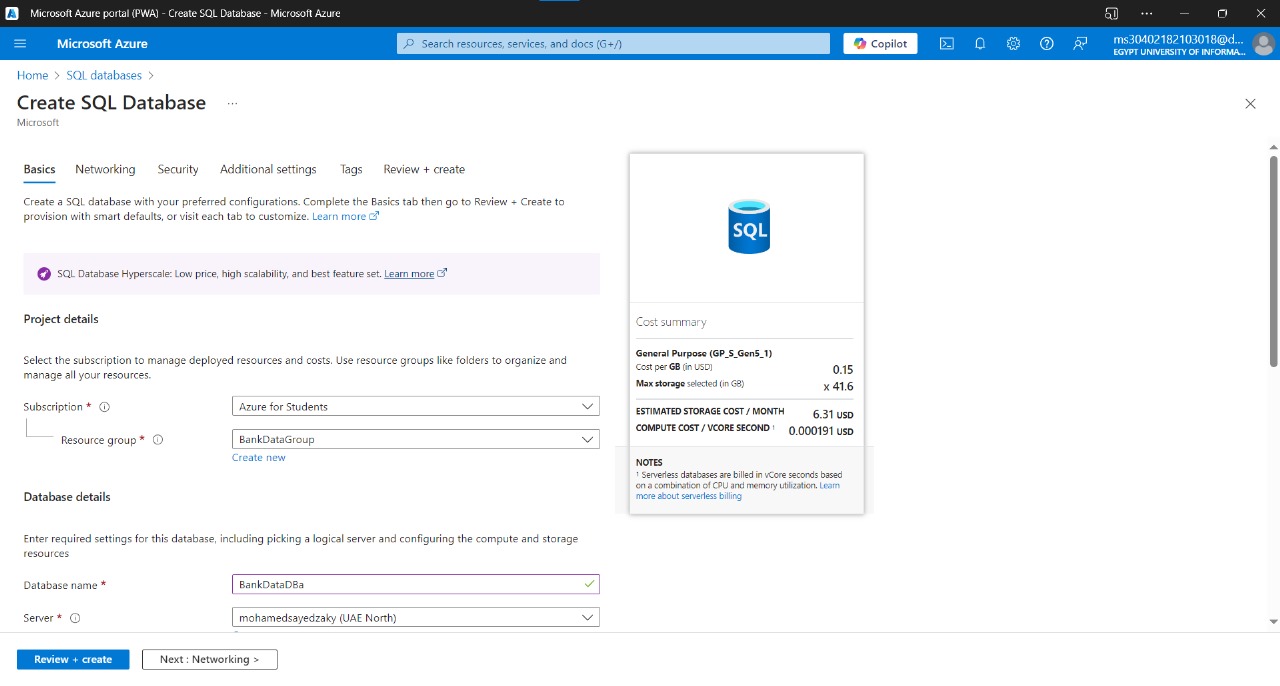 Microsoft Azure portal (PWA) - Create SQL Database - Microsoft Azure
Microsoft Azure
Search resources, services, and docs (G+/)
Copilot
ms30402182103018@d...
EGYPT UNIVERSITY OF INFORMA...
Home > SQL databases >
Create SQL Database ...
Microsoft
Basics Networking Security Additional settings Tags Review + create
Create a SQL database with your preferred configurations. Complete the Basics tab then go to Review + Create to
provision with smart defaults, or visit each tab to customize. Learn more
SQL Database Hyperscale: Low price, high scalability, and best feature set. Learn more
Project details
Select the subscription to manage deployed resources and costs. Use resource groups like folders to organize and
manage all your resources.
Subscription *
Azure for Students
Resource group *
BankDataGroup
Create new
Database details
Enter required settings for this database, including picking a logical server and configuring the compute and storage
resources
Database name *
BankDataDBa
Server *
mohamedsayedzaky (UAE North)
Review + create
Next : Networking >
SQL
Cost summary
General Purpose (GP_S_Gen5_1)
Cost per GB (in USD) 0.15
Max storage selected (in GB) x 41.6
ESTIMATED STORAGE COST / MONTH 6.31 USD
COMPUTE COST / VCORE SECOND ¹ 0.000191 USD
NOTES
¹ Serverless databases are billed in vCore seconds based
on a combination of CPU and memory utilization. Learn
more about serverless billing